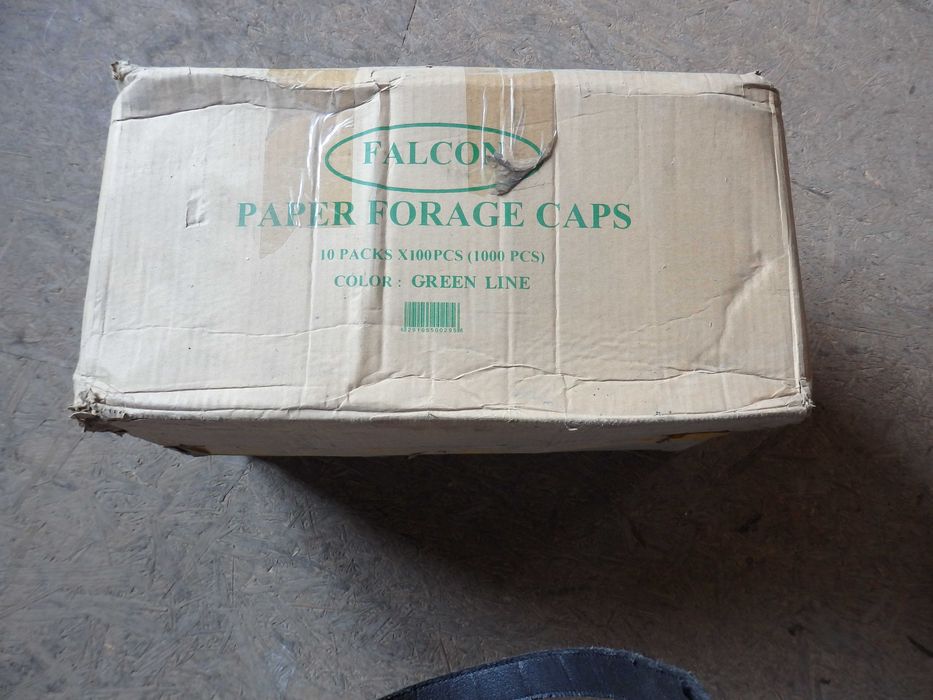 FALCON
PAPER FORAGE CAPS
10 PACKS X100PCS (1000 PCS)
COLOR : GREEN LINE